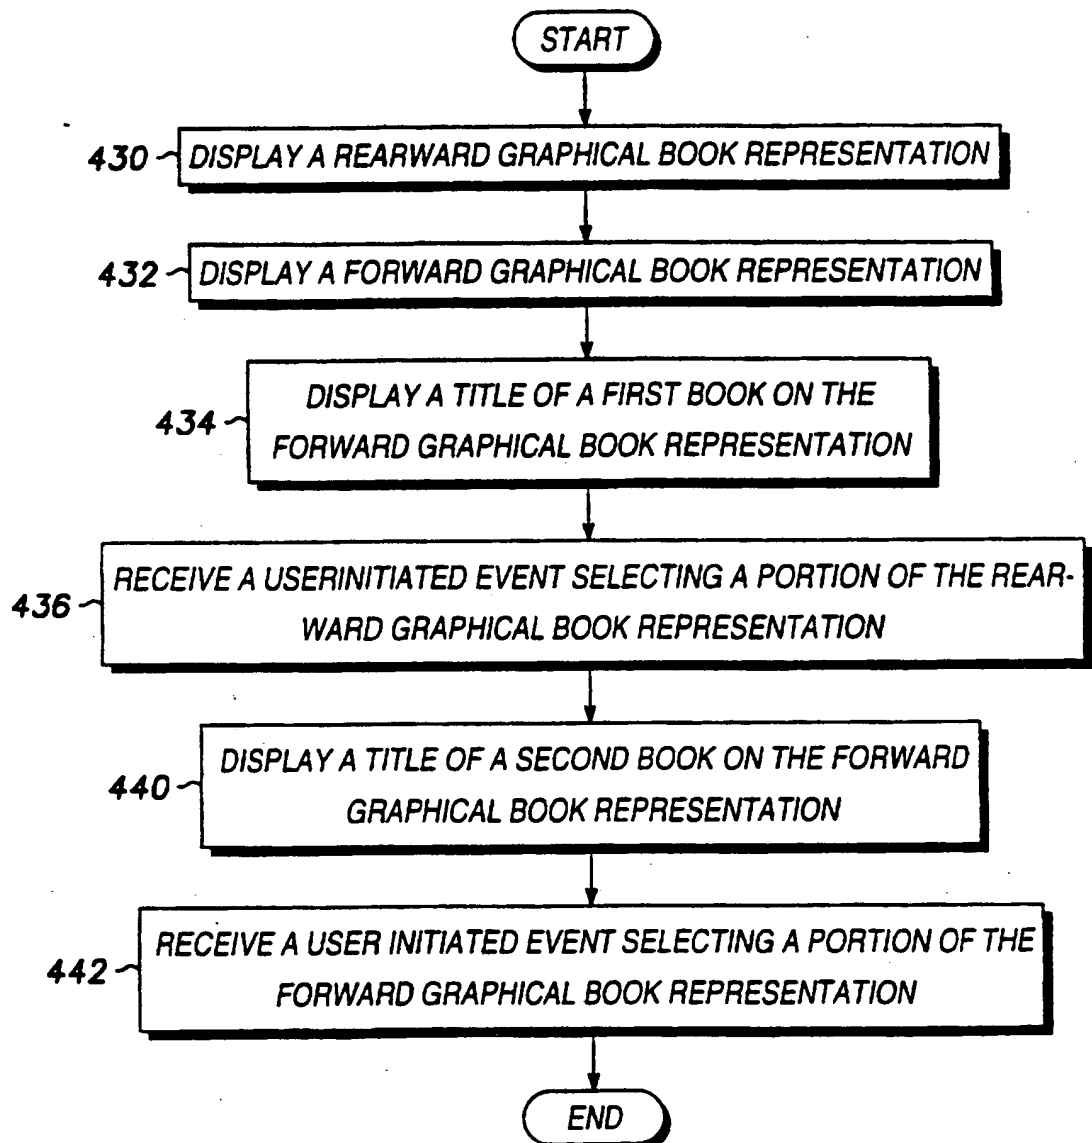 START
430 DISPLAY A REARWARD GRAPHICAL BOOK REPRESENTATION
432 DISPLAY A FORWARD GRAPHICAL BOOK REPRESENTATION
434 DISPLAY A TITLE OF A FIRST BOOK ON THE
FORWARD GRAPHICAL BOOK REPRESENTATION
436 RECEIVE A USERINITIATED EVENT SELECTING A PORTION OF THE REAR-
WARD GRAPHICAL BOOK REPRESENTATION
440 DISPLAY A TITLE OF A SECOND BOOK ON THE FORWARD
GRAPHICAL BOOK REPRESENTATION
442 RECEIVE A USER INITIATED EVENT SELECTING A PORTION OF THE
FORWARD GRAPHICAL BOOK REPRESENTATION
END